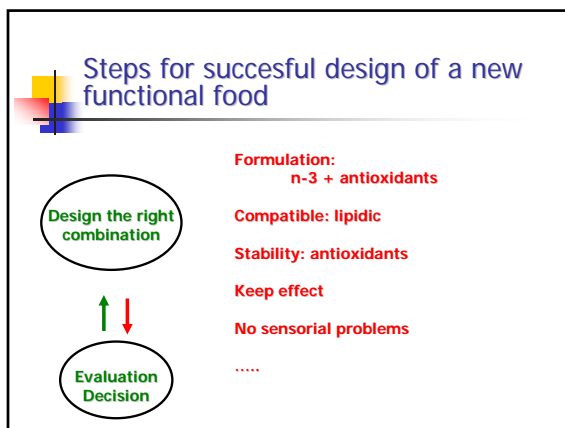 Steps for succesful design of a new
functional food
Design the right
combination
Evaluation
Decision
Formulation:
n-3 + antioxidants
Compatible: lipidic
Stability: antioxidants
Keep effect
No sensorial problems
.....